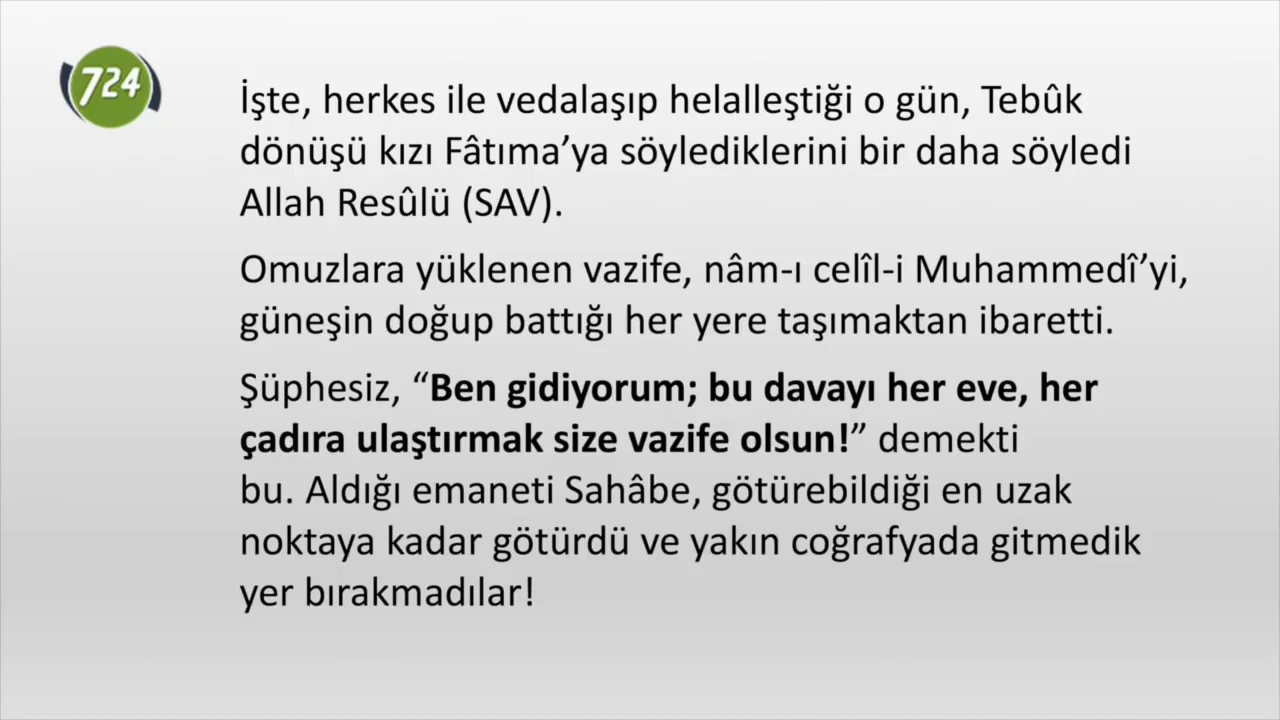 724
İşte, herkes ile vedalaşıp helalleştiği o gün, Tebûk
dönüşü kızı Fâtıma’ya söylediklerini bir daha söyledi
Allah Resûlü (SAV).
Omuzlara yüklenen vazife, nâm-ı celîl-i Muhammedî’yi,
güneşin doğup battığı her yere taşımaktan ibaretti.
Şüphesiz, “Ben gidiyorum; bu davayı her eve, her
çadıra ulaştırmak size vazife olsun!” demekti
bu. Aldığı emaneti Sahâbe, götürebildiği en uzak
noktaya kadar götürdü ve yakın coğrafyada gitmedik
yer bırakmadılar!